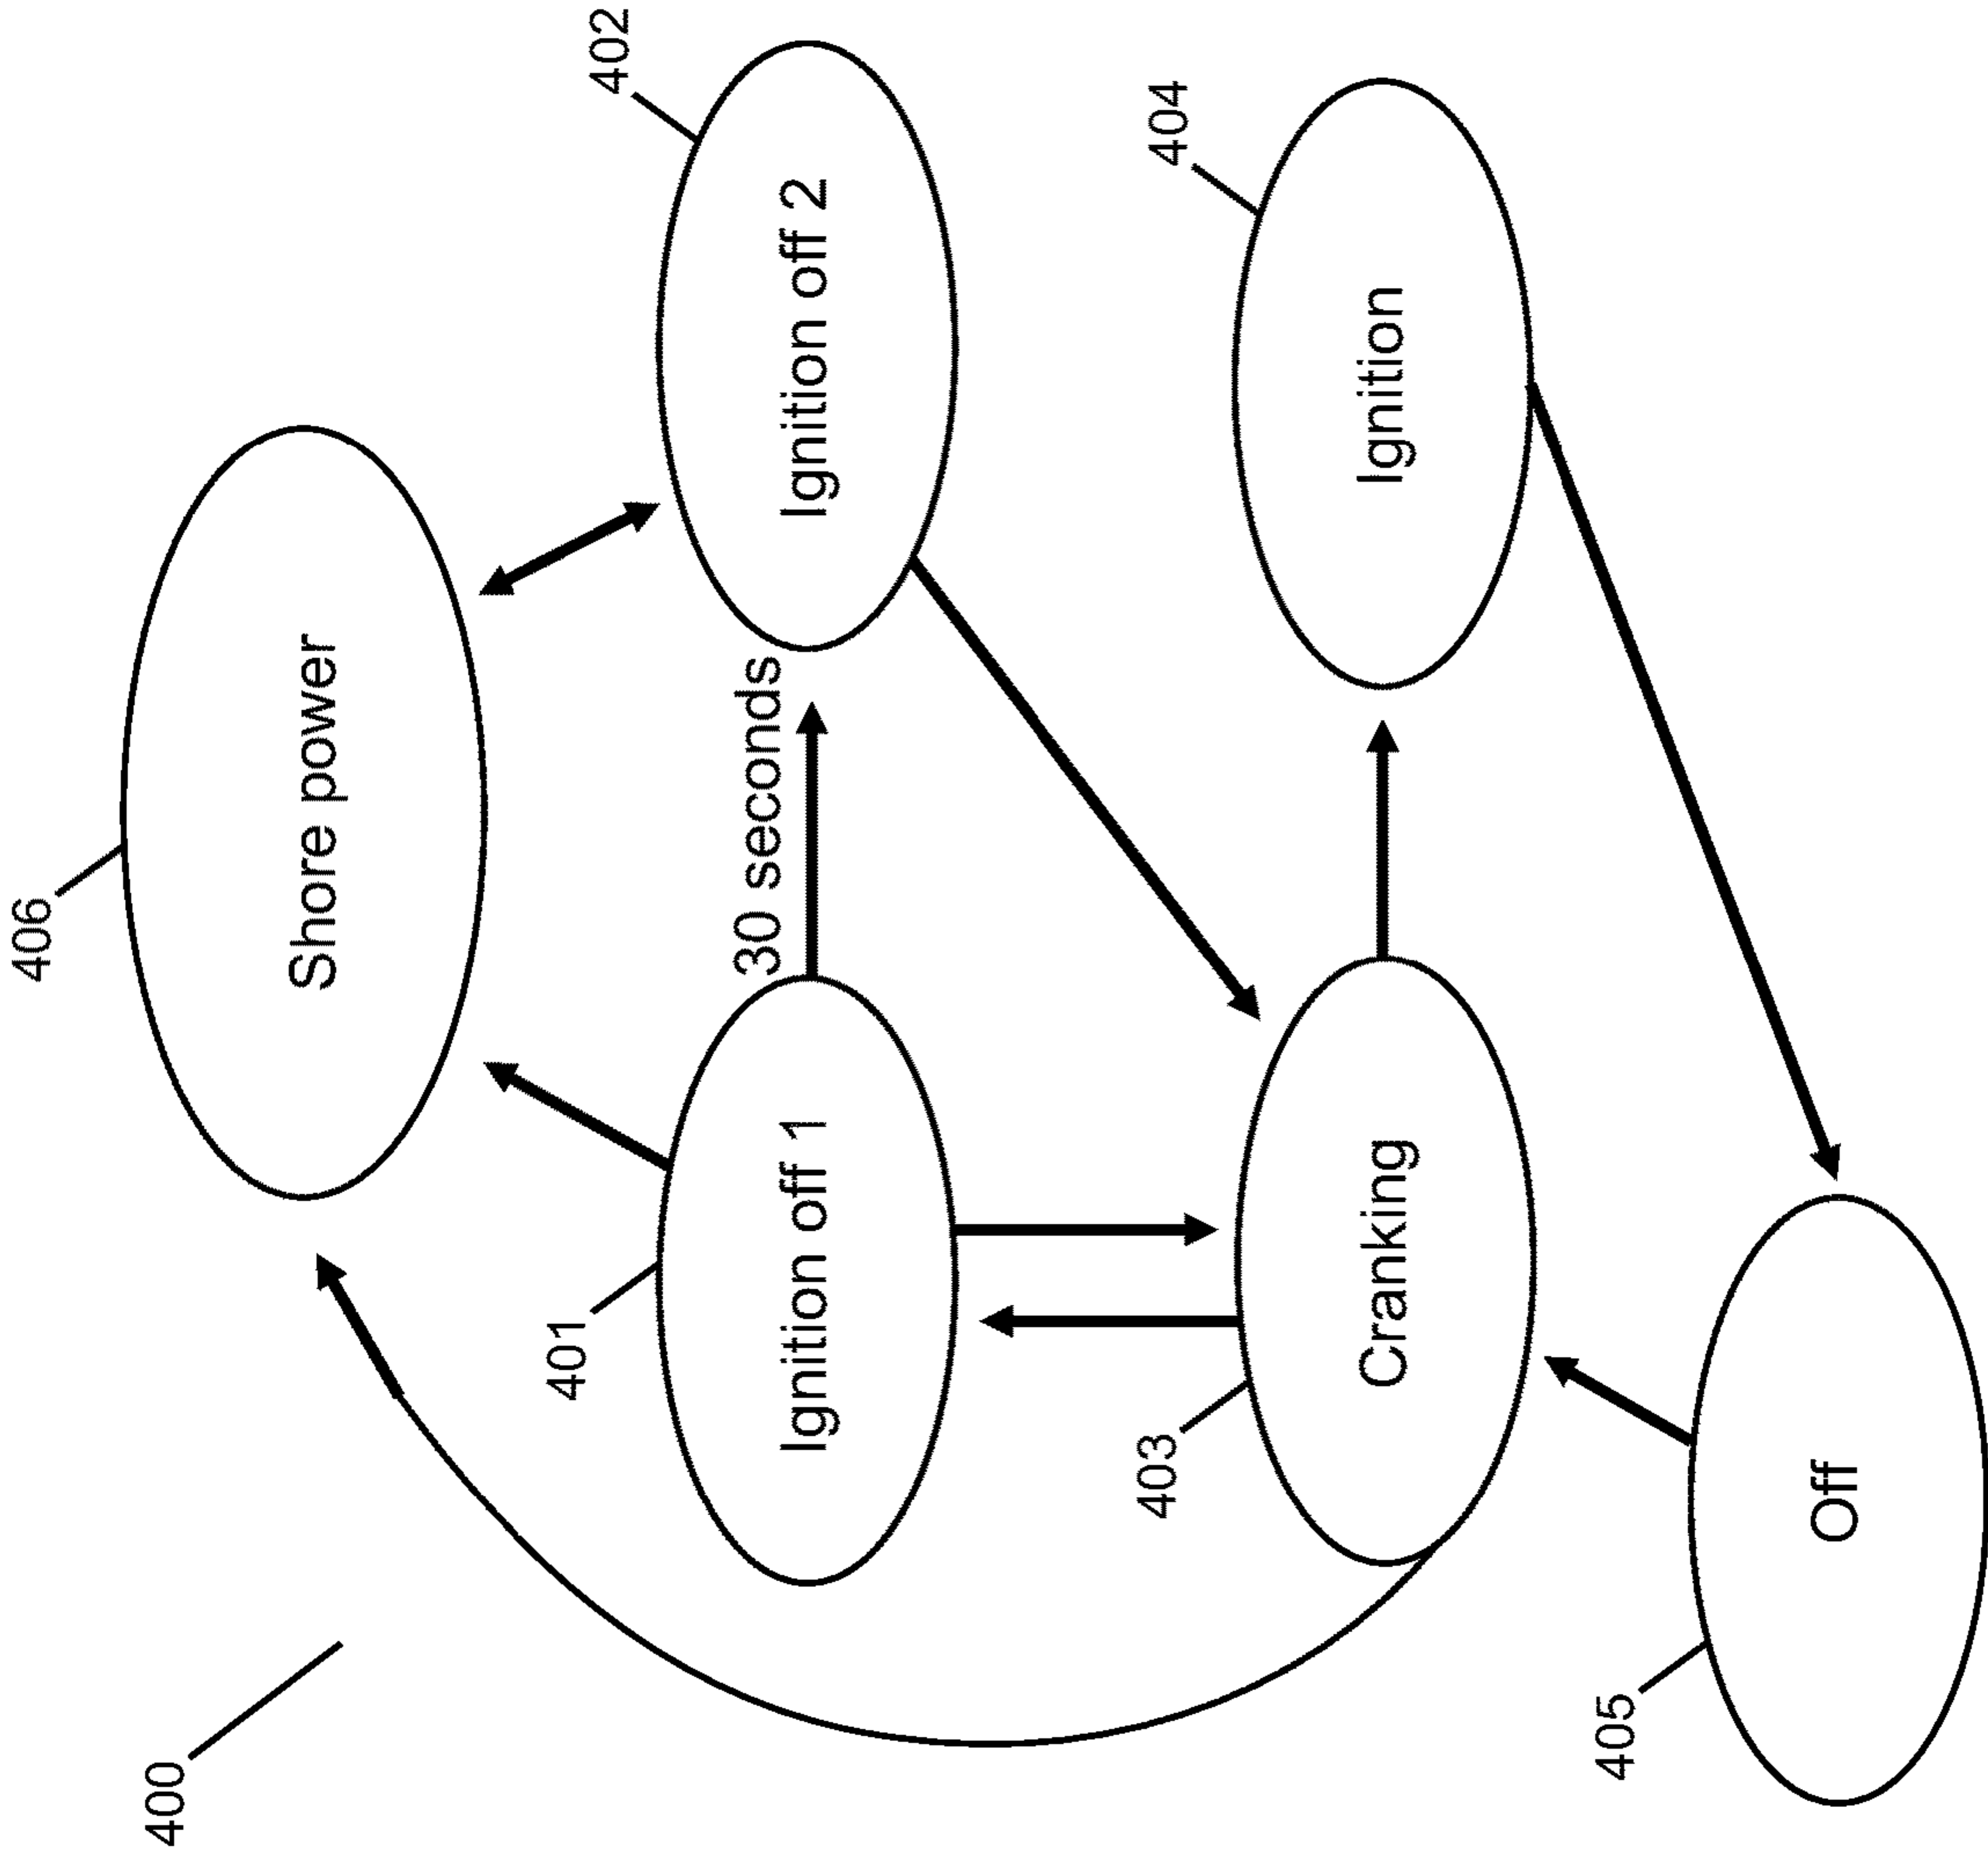 400
406
Shore power
401
Ignition off 1
30 seconds
402
Ignition off 2
403
Cranking
404
Ignition
405
Off